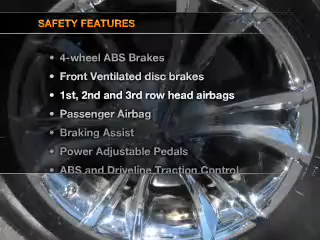 SAFETY FEATURES
• 4-wheel ABS Brakes
• Front Ventilated disc brakes
• 1st, 2nd and 3rd row head airbags
• Passenger Airbag
• Braking Assist
• Power Adjustable Pedals
• ABS and Driveline Traction Control